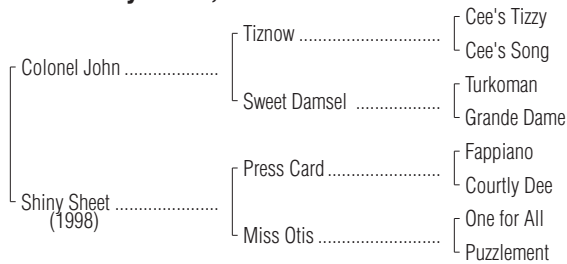 Cee's Tizzy
Tiznow ..............................
Cee's Song
Colonel John ....................
Turkoman
Sweet Damsel ..................
Grande Dame
Fappiano
Press Card ........................
Courtly Dee
Shiny Sheet ......................
(1998)
One for All
Miss Otis ..........................
Puzzlement